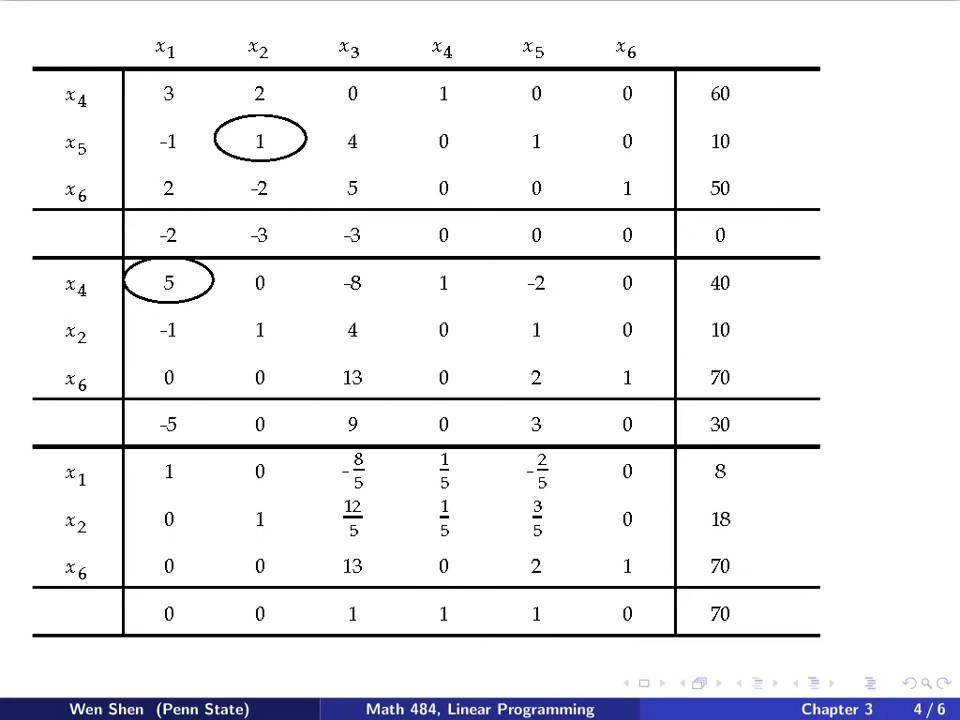 x1 x2 x3 x4 x5 x6
x4 3 2 0 1 0 0 60
x5 -1 1 4 0 1 0 10
x6 2 -2 5 0 0 1 50
-2 -3 -3 0 0 0 0
x4 5 0 -8 1 -2 0 40
x2 -1 1 4 0 1 0 10
x6 0 0 13 0 2 1 70
-5 0 9 0 3 0 30
x1 1 0 -8/5 1/5 -2/5 0 8
x2 0 1 12/5 1/5 3/5 0 18
x6 0 0 13 0 2 1 70
0 0 1 1 1 0 70
Wen Shen (Penn State) Math 484, Linear Programming Chapter 3 4 / 6